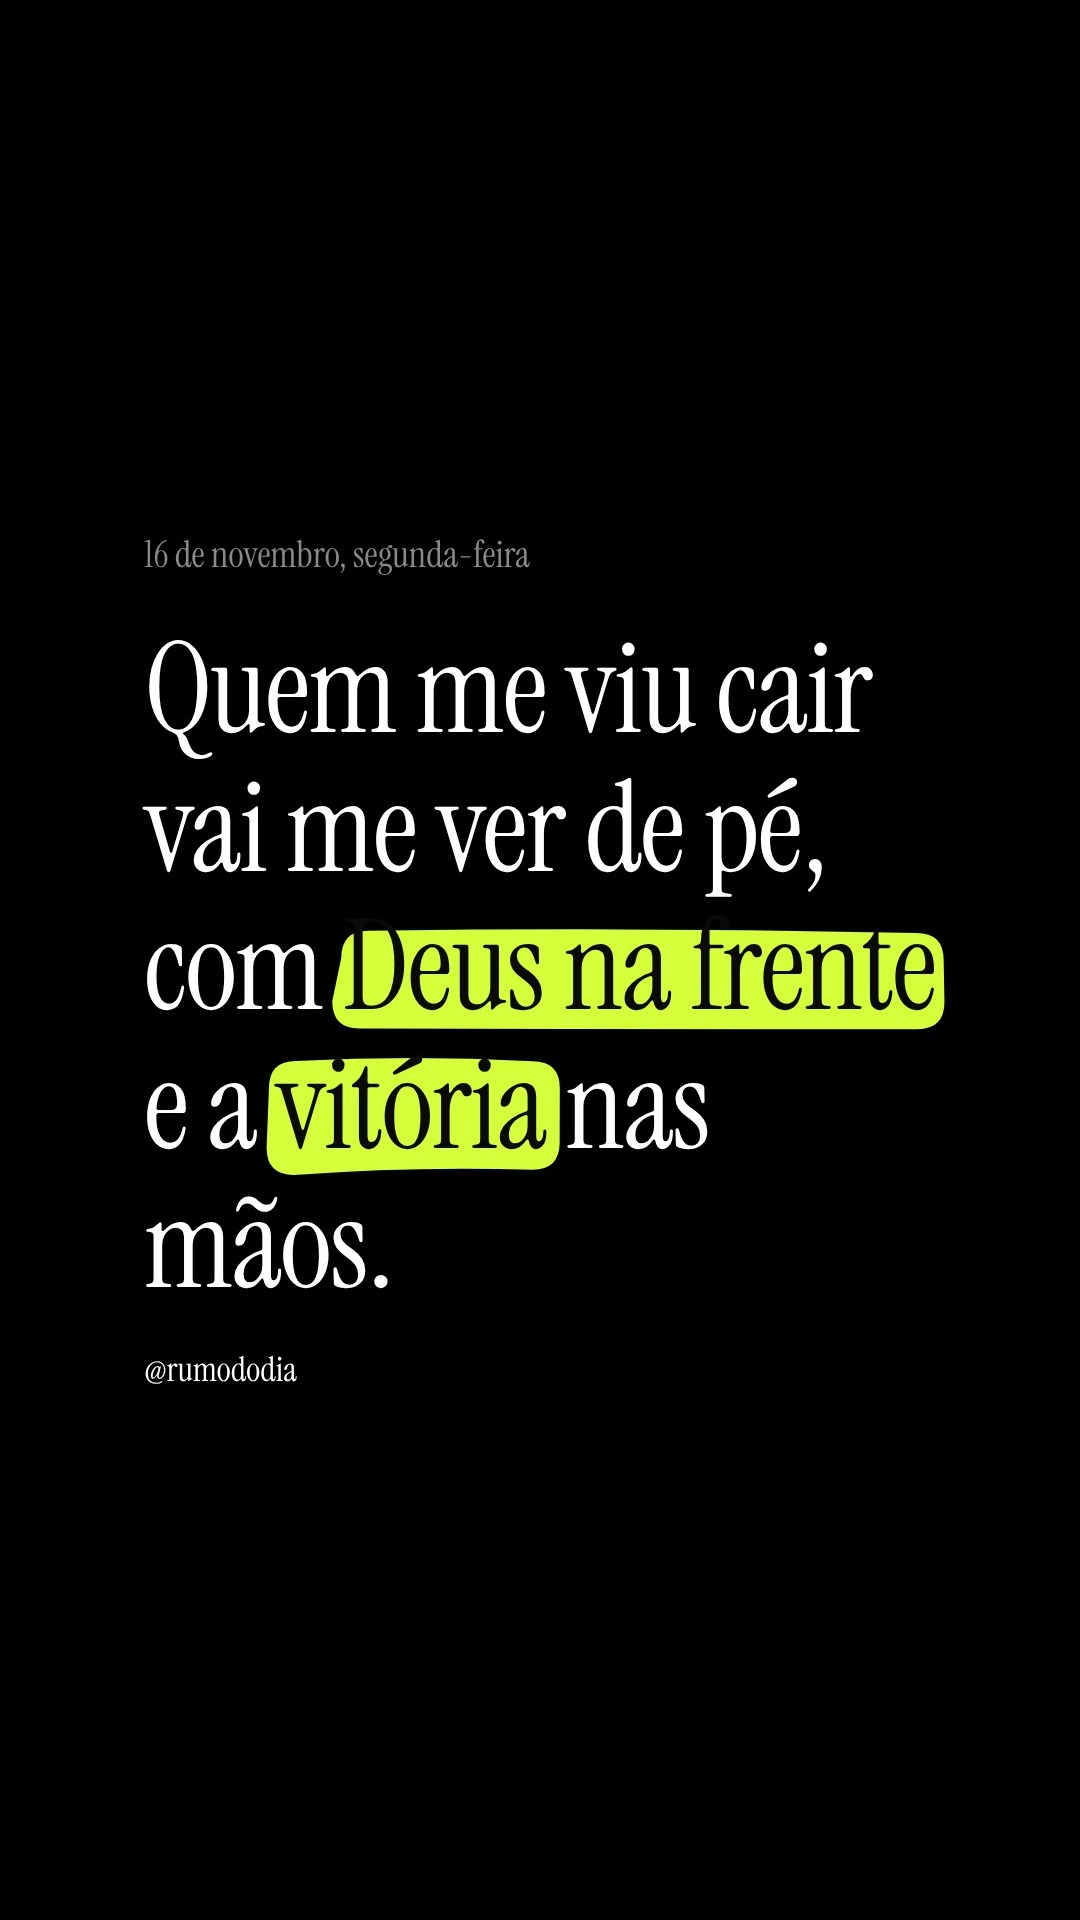 16 de novembro, segunda-feira
Quem me viu cair
vai me ver de pé,
com Deus na frente
e a vitória nas
mãos.
@rumododia